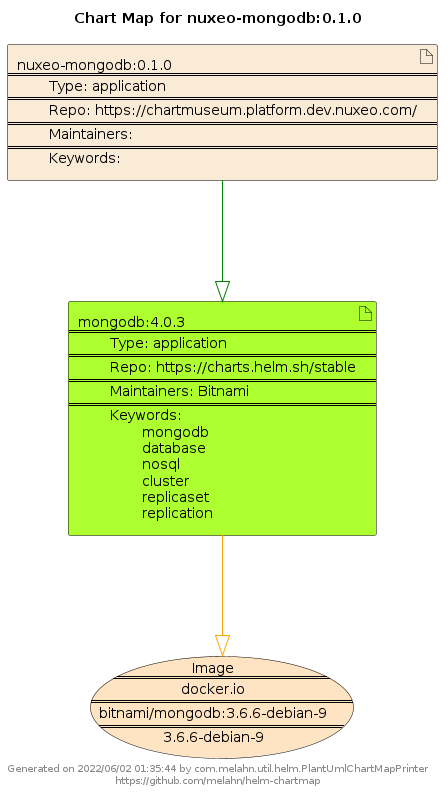 Chart Map for nuxeo-mongodb:0.1.0
nuxeo-mongodb:0.1.0
Type: application
Repo: https://chartmuseum.platform.dev.nuxeo.com/
Maintainers:
Keywords:
mongodb:4.0.3
Type: application
Repo: https://charts.helm.sh/stable
Maintainers: Bitnami
Keywords:
mongodb
database
nosql
cluster
replicaset
replication
Image
docker.io
bitnami/mongodb:3.6.6-debian-9
3.6.6-debian-9
Generated on 2022/06/02 01:35:44 by com.melahn.util.helm.PlantUmlChartMapPrinter
https://github.com/melahn/helm-chartmap